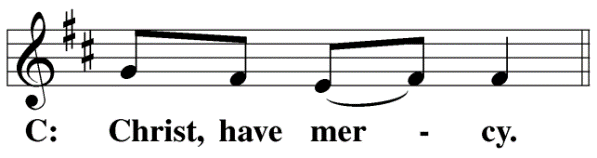 C: Christ, have mer - cy.